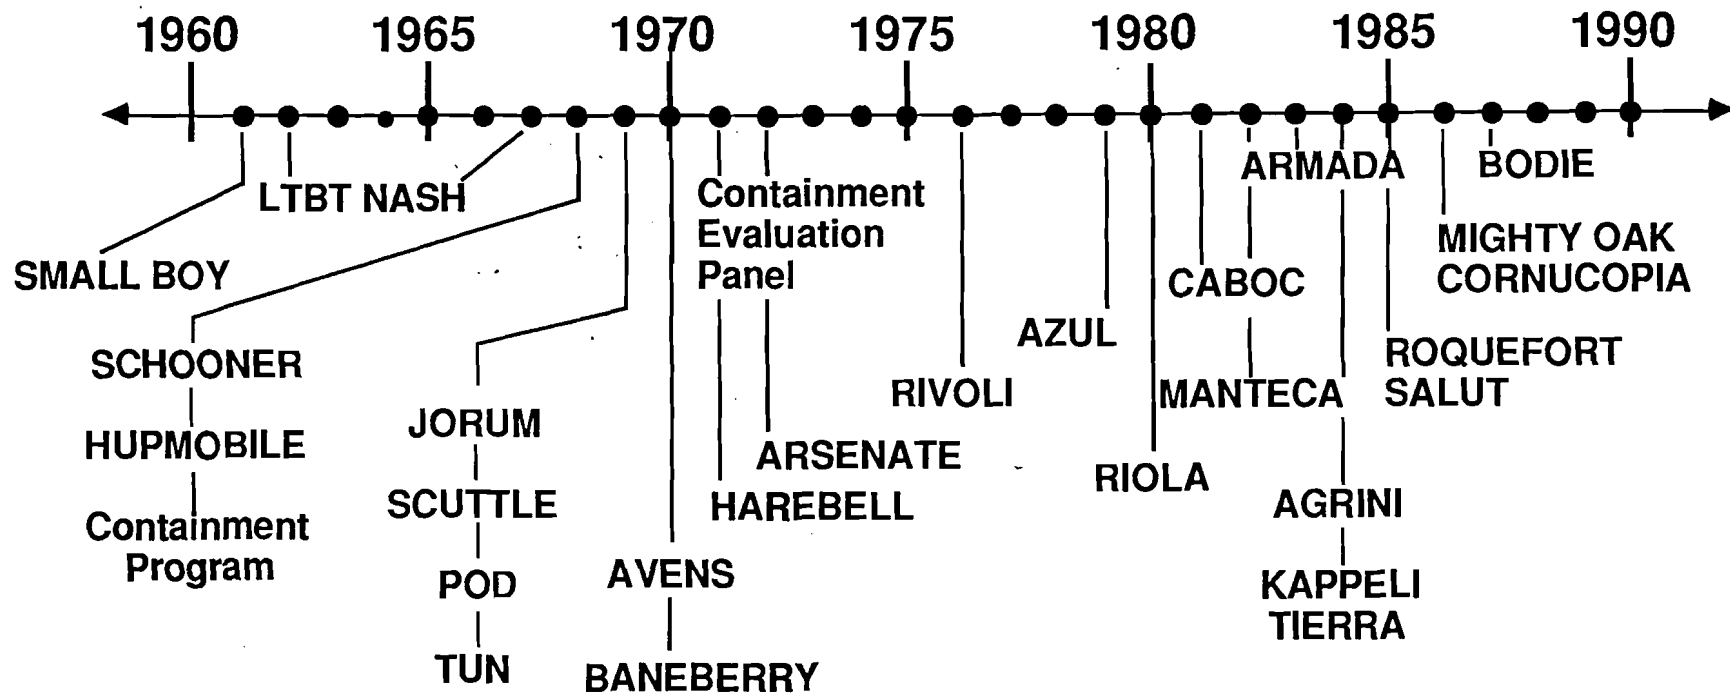 1960 1965 1970 1975 1980 1985 1990
ARMADA BODIE
LTBT NASH
Containment
Evaluation
Panel
SMALL BOY
MIGHTY OAK
CORNUCOPIA
CABOC
AZUL
SCHOONER
ROQUEFORT
SALUT
RIVOLI
MANTECA
JORUM
HUPMOBILE
ARSENATE
RIOLA
HAREBELL
SCUTTLE
AGRINI
Containment
Program
AVENS
POD
KAPPELI
TIERRA
TUN
BANEBERRY